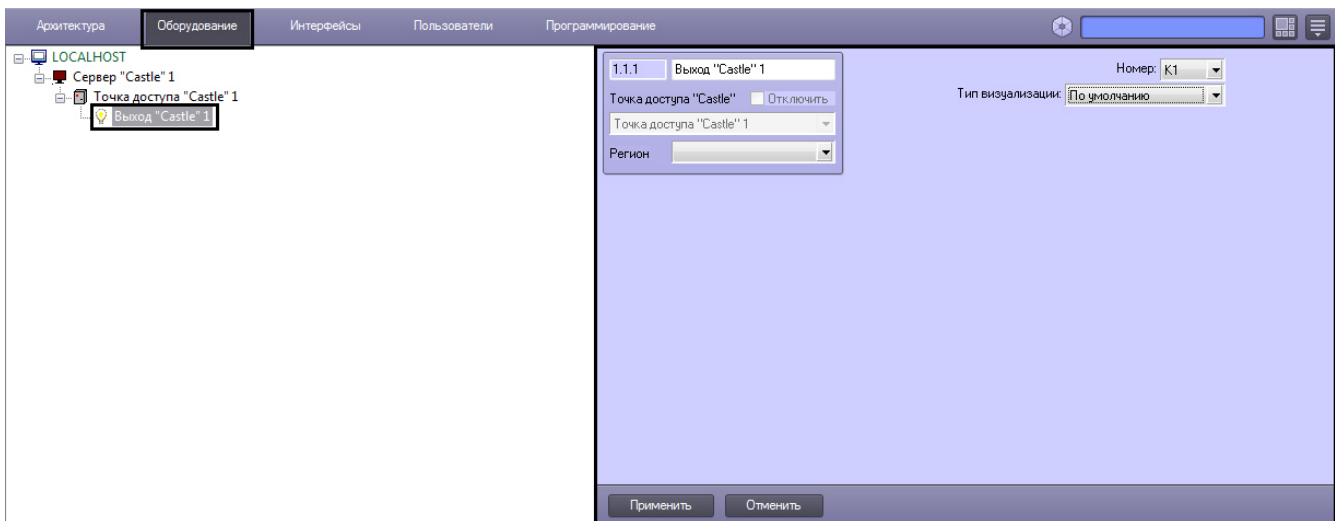 Архитектура Оборудование Интерфейсы Пользователи Программирование
LOCALHOST
Сервер "Castle" 1
Точка доступа "Castle" 1
Выход "Castle" 1
1.1.1 Выход "Castle" 1
Точка доступа "Castle" Отключить
Точка доступа "Castle" 1
Регион
Номер: K1
Тип визуализации: По умолчанию
Применить Отменить